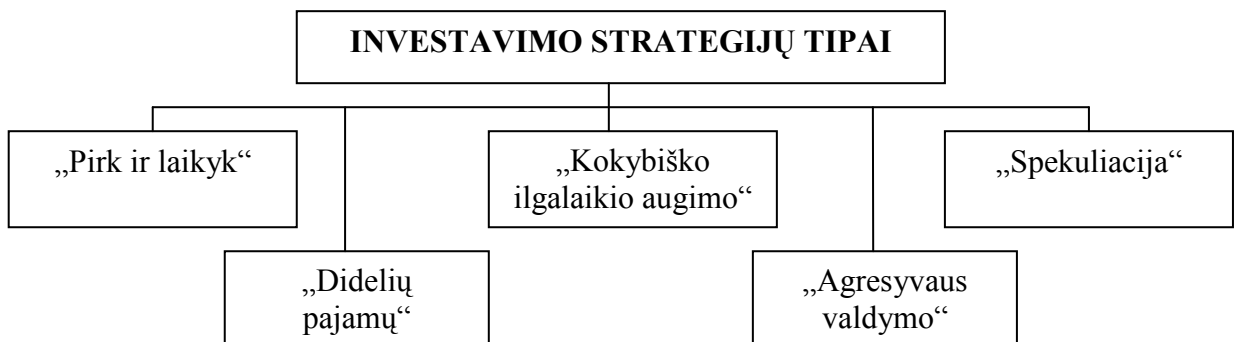 INVESTAVIMO STRATEGIJŲ TIPAI
„Pirk ir laikyk“
„Kokybiško
ilgalaikio augimo“
„Spekuliacija“
„Didelių
pajamų“
„Agresyvaus
valdymo“